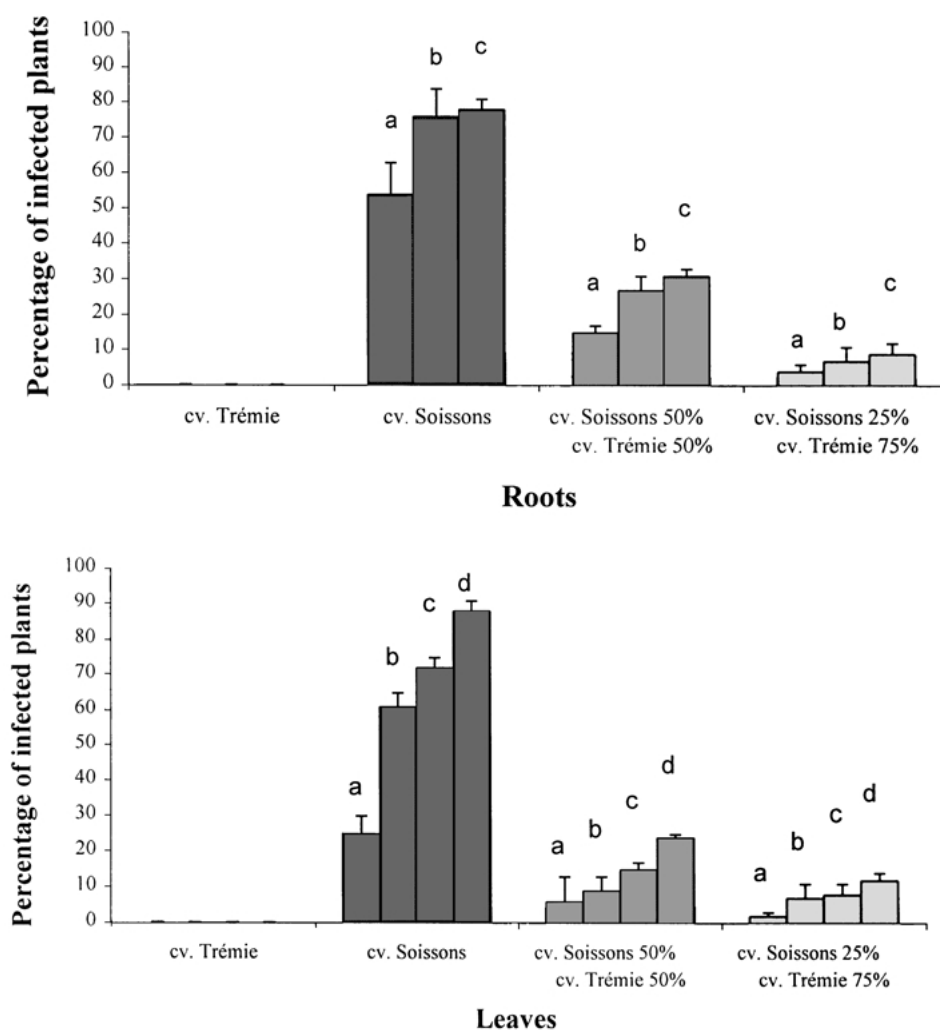 Percentage of infected plants
100
90
80
70
60
50
40
30
20
10
0
a
b
c
a
b
c
a
b
c
cv. Trémie
cv. Soissons
cv. Soissons 50%
cv. Trémie 50%
cv. Soissons 25%
cv. Trémie 75%
Roots
Percentage of infected plants
100
90
80
70
60
50
40
30
20
10
0
a
b
c
d
a
b
c
d
a
b
c
d
cv. Trémie
cv. Soissons
cv. Soissons 50%
cv. Trémie 50%
cv. Soissons 25%
cv. Trémie 75%
Leaves